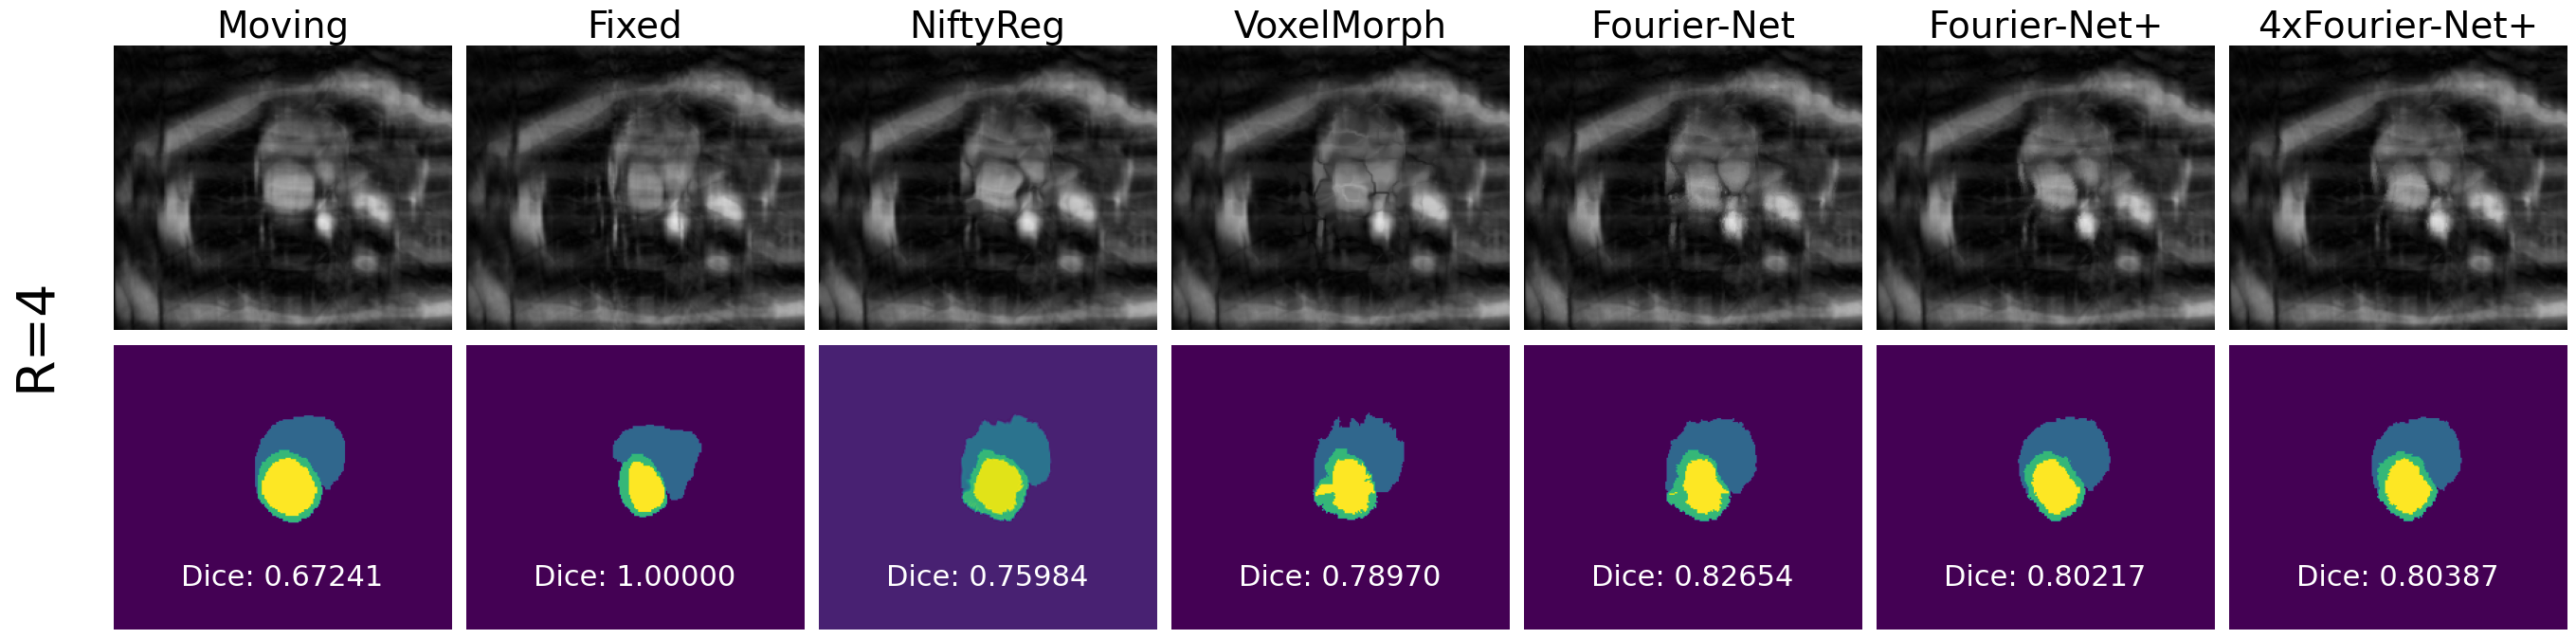 Moving Fixed NiftyReg VoxelMorph Fourier-Net Fourier-Net+ 4xFourier-Net+
R=4
Dice: 0.67241 Dice: 1.00000 Dice: 0.75984 Dice: 0.78970 Dice: 0.82654 Dice: 0.80217 Dice: 0.80387